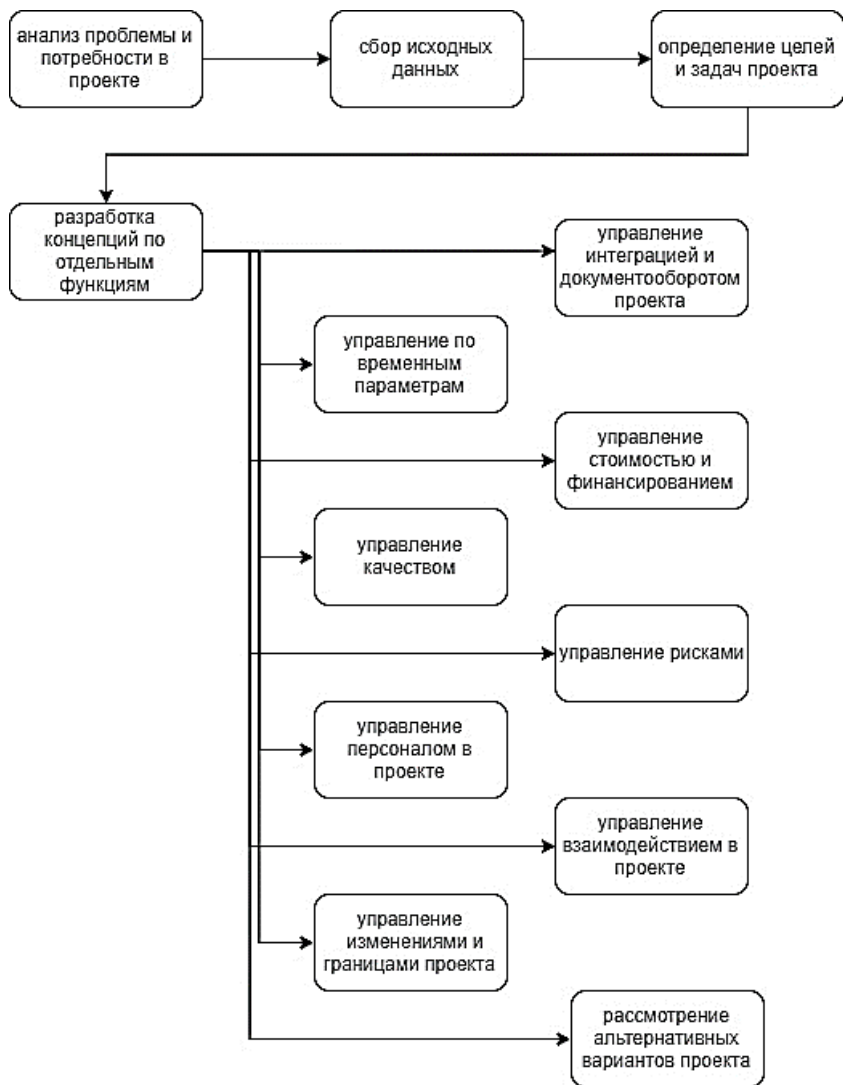 анализ проблемы и
потребности в
проекте
сбор исходных
данных
определение целей
и задач проекта
разработка
концепций по
отдельным
функциям
управление
интеграцией и
документооборотом
проекта
управление по
временным
параметрам
управление
стоимостью и
финансированием
управление
качеством
управление рисками
управление
персоналом в
проекте
управление
взаимодействием в
проекте
управление
изменениями и
границами проекта
рассмотрение
альтернативных
вариантов проекта